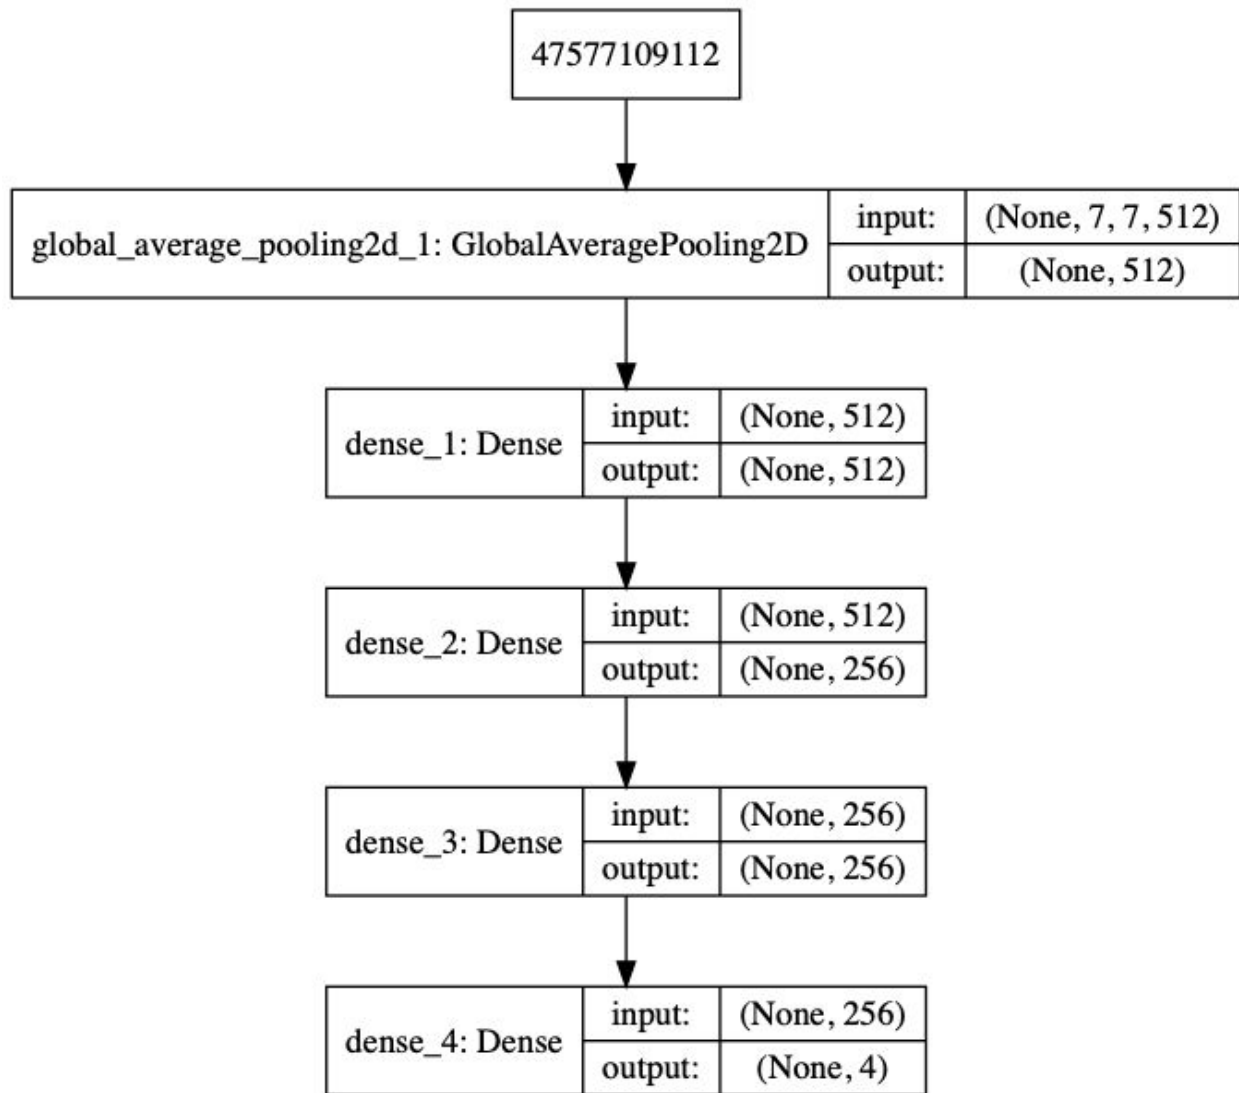 47577109112
global_average_pooling2d_1: GlobalAveragePooling2D
input: (None, 7, 7, 512)
output: (None, 512)
dense_1: Dense
input: (None, 512)
output: (None, 512)
dense_2: Dense
input: (None, 512)
output: (None, 256)
dense_3: Dense
input: (None, 256)
output: (None, 256)
dense_4: Dense
input: (None, 256)
output: (None, 4)